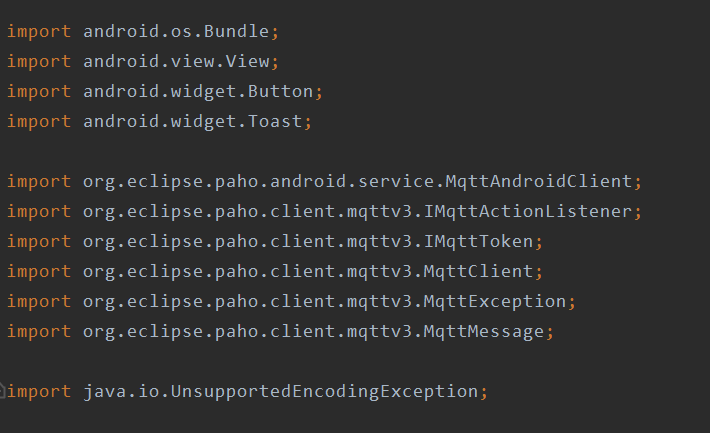 import android.os.Bundle;
import android.view.View;
import android.widget.Button;
import android.widget.Toast;
import org.eclipse.paho.android.service.MqttAndroidClient;
import org.eclipse.paho.client.mqttv3.IMqttActionListener;
import org.eclipse.paho.client.mqttv3.IMqttToken;
import org.eclipse.paho.client.mqttv3.MqttClient;
import org.eclipse.paho.client.mqttv3.MqttException;
import org.eclipse.paho.client.mqttv3.MqttMessage;
import java.io.UnsupportedEncodingException;